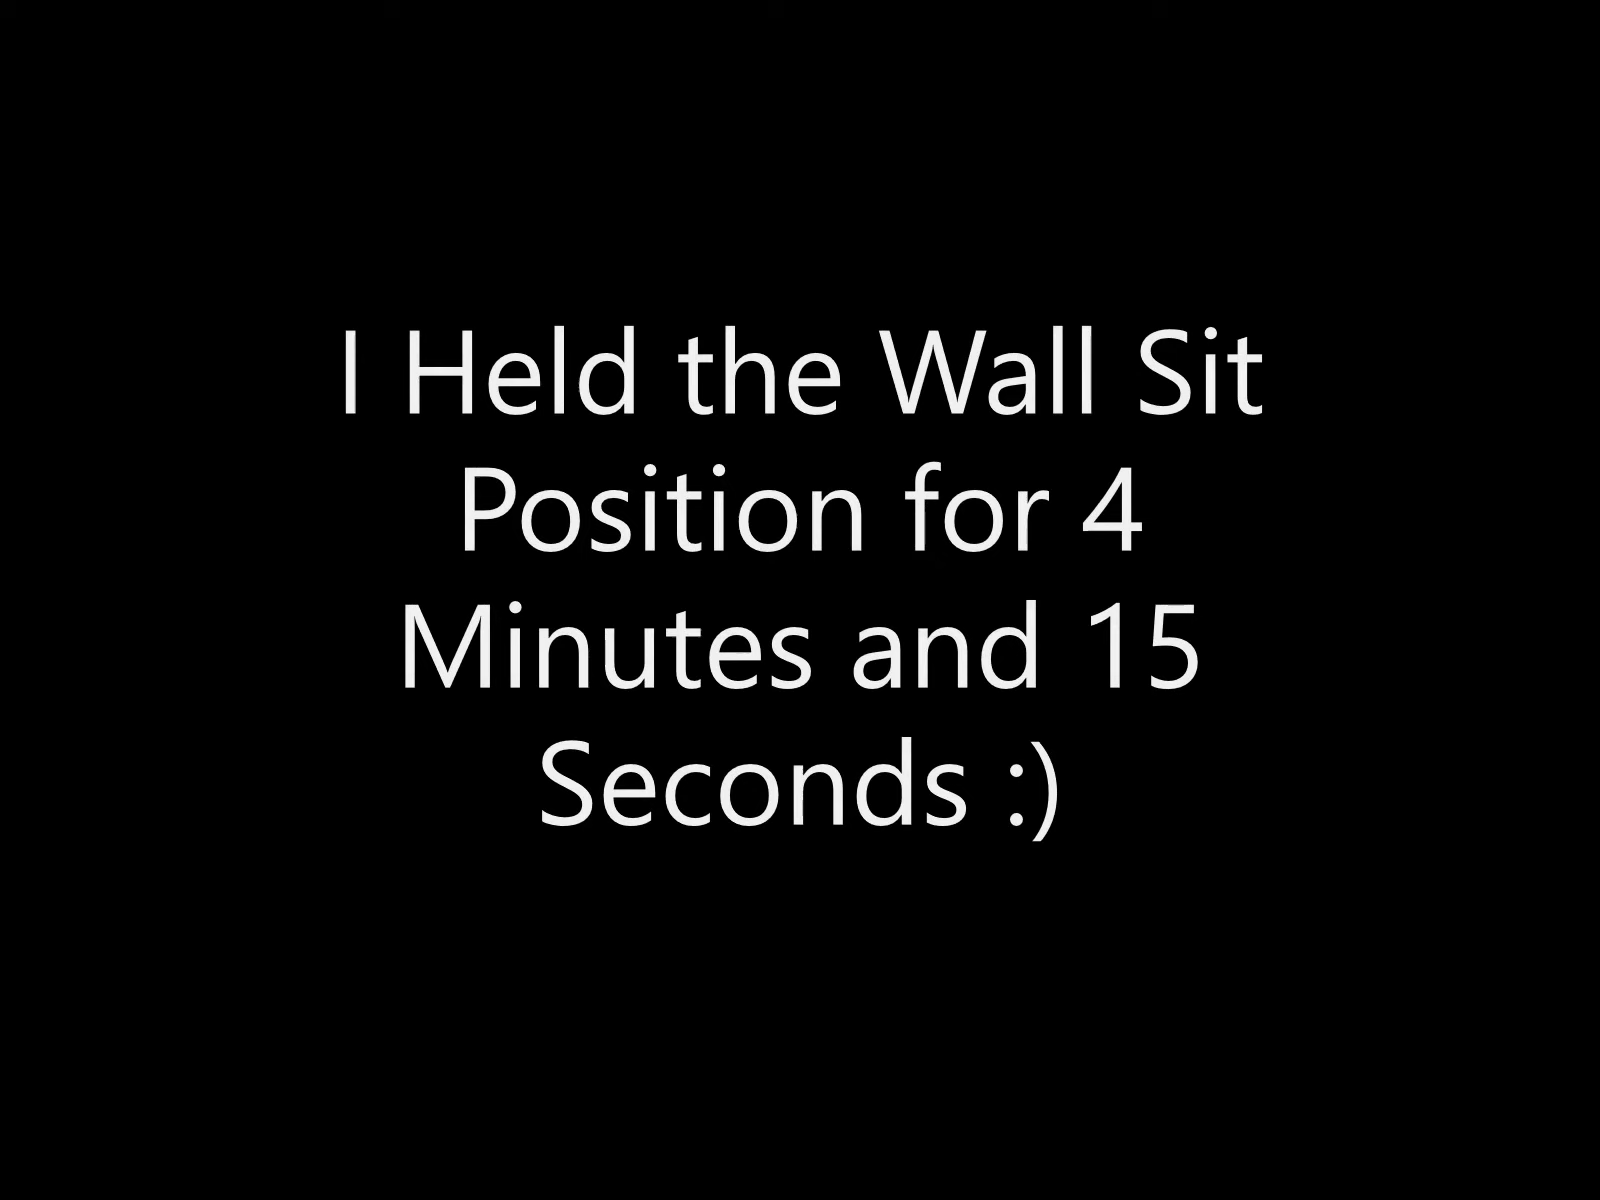 I Held the Wall Sit
Position for 4
Minutes and 15
Seconds :)